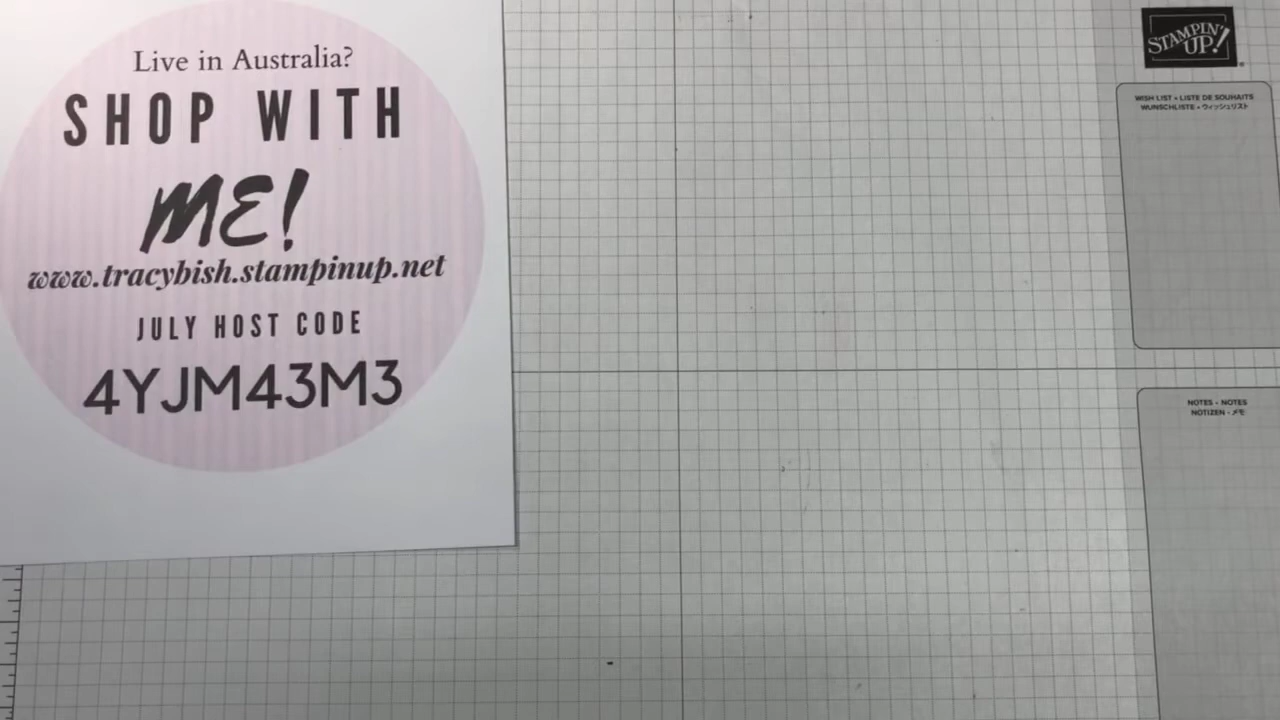 Live in Australia?
SHOP WITH
ME!
www.tracybish.stampinup.net
JULY HOST CODE
4YJM43M3
STAMPIN'
UP!
WISH LIST • LISTE DE SOUHAITS
WUNSCHLISTE • ウィッシュリスト
NOTES • NOTES
NOTIZEN • メモ